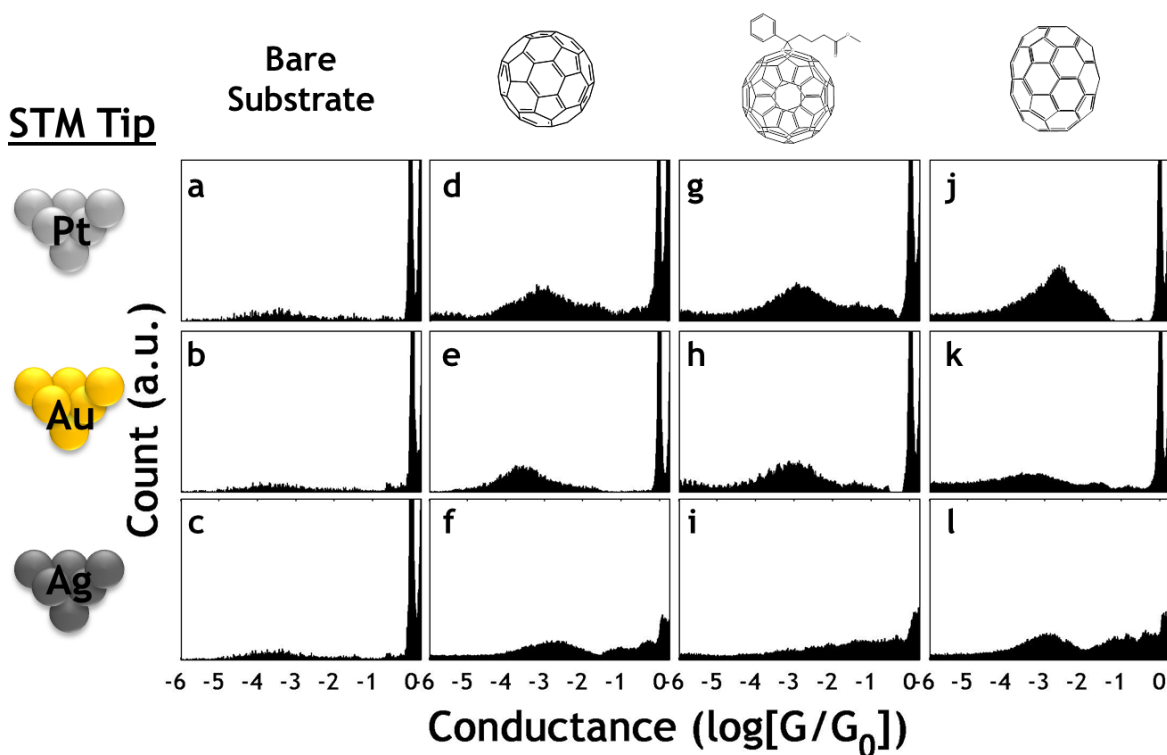 Bare
Substrate
STM Tip
O
Pt
Au
Ag
Count (a.u.)
a
d
g
j
b
e
h
k
c
f
i
l
-6 -5 -4 -3 -2 -1 0
-6 -5 -4 -3 -2 -1 0
-6 -5 -4 -3 -2 -1 0
-6 -5 -4 -3 -2 -1 0
Conductance (log[G/G0])